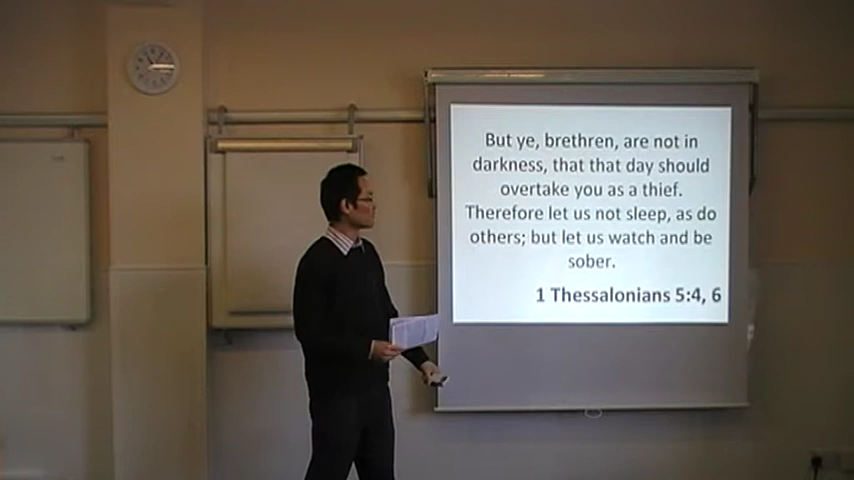 But ye, brethren, are not in
darkness, that that day should
overtake you as a thief.
Therefore let us not sleep, as do
others; but let us watch and be
sober.
1 Thessalonians 5:4, 6